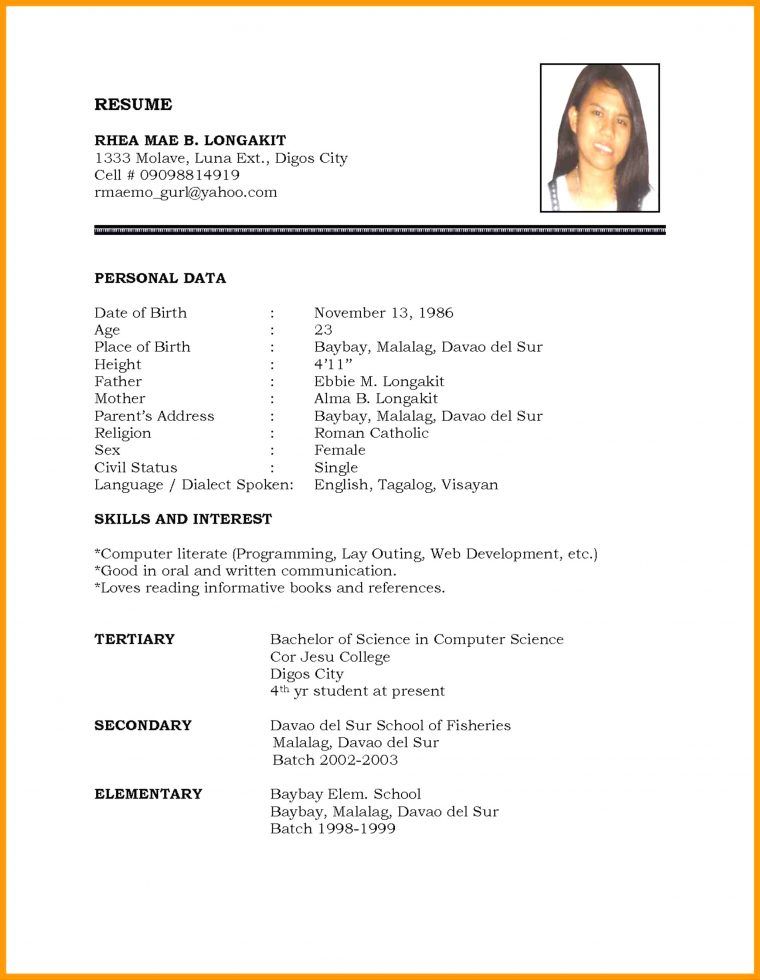 RESUME
RHEA MAE B. LONGAKIT
1333 Molave, Luna Ext., Digos City
Cell # 09098814919
rmaemo_gurl@yahoo.com
PERSONAL DATA
Date of Birth : November 13, 1986
Age : 23
Place of Birth : Baybay, Malalag, Davao del Sur
Height : 4'11”
Father : Ebbie M. Longakit
Mother : Alma B. Longakit
Parent's Address : Baybay, Malalag, Davao del Sur
Religion : Roman Catholic
Sex : Female
Civil Status : Single
Language / Dialect Spoken: English, Tagalog, Visayan
SKILLS AND INTEREST
*Computer literate (Programming, Lay Outing, Web Development, etc.)
*Good in oral and written communication.
*Loves reading informative books and references.
TERTIARY Bachelor of Science in Computer Science
Cor Jesu College
Digos City
4th yr student at present
SECONDARY Davao del Sur School of Fisheries
Malalag, Davao del Sur
Batch 2002-2003
ELEMENTARY Baybay Elem. School
Baybay, Malalag, Davao del Sur
Batch 1998-1999